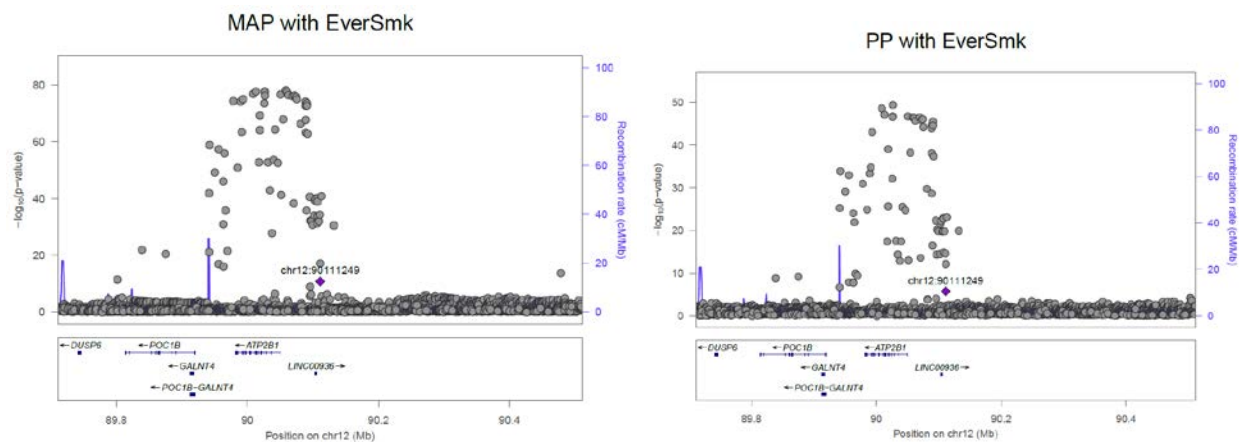 MAP with EverSmk
80
60
40
20
0
−log10(p-value)
100
80
60
40
20
0
Recombination rate (cM/Mb)
chr12:90111249
DUSP6
POC1B
ATP2B1
GALNT4
LINC00936
POC1B−GALNT4
89.8
90
90.2
90.4
Position on chr12 (Mb)
PP with EverSmk
50
40
30
20
10
0
−log10(p-value)
100
80
60
40
20
0
Recombination rate (cM/Mb)
chr12:90111249
DUSP6
POC1B
ATP2B1
GALNT4
LINC00936
POC1B−GALNT4
89.8
90
90.2
90.4
Position on chr12 (Mb)